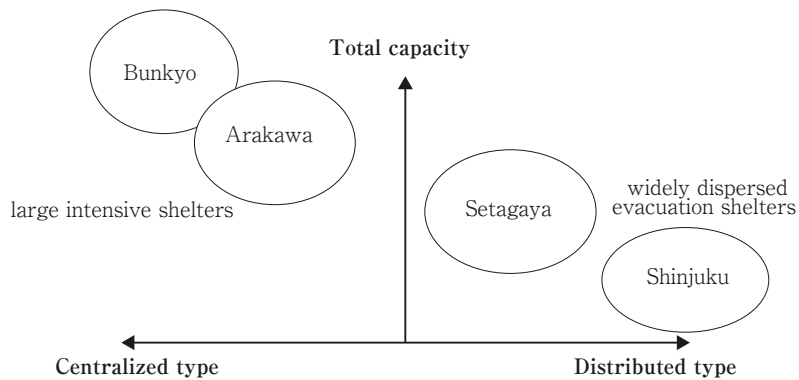 Total capacity
Bunkyo
Arakawa
large intensive shelters
Setagaya
widely dispersed
evacuation shelters
Shinjuku
Centralized type
Distributed type